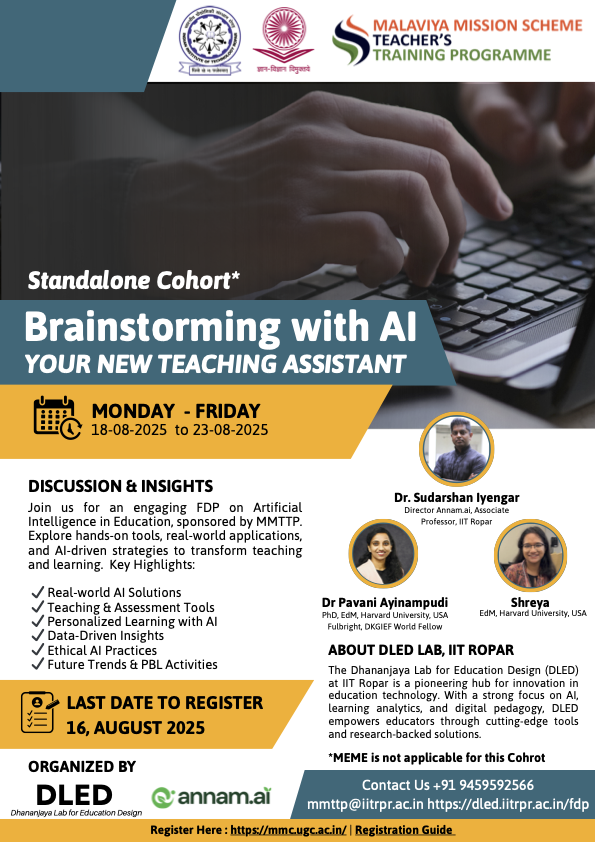 MALAVIYA MISSION SCHEME
TEACHER'S
TRAINING PROGRAMME
ज्ञान-विज्ञान विमुक्तये
Standalone Cohort*
Brainstorming with AI
YOUR NEW TEACHING ASSISTANT
MONDAY - FRIDAY
18-08-2025 to 23-08-2025
DISCUSSION & INSIGHTS
Join us for an engaging FDP on Artificial
Intelligence in Education, sponsored by MMTTP.
Explore hands-on tools, real-world applications,
and AI-driven strategies to transform teaching
and learning. Key Highlights:
Real-world AI Solutions
Teaching & Assessment Tools
Personalized Learning with AI
Data-Driven Insights
Ethical AI Practices
Future Trends & PBL Activities
LAST DATE TO REGISTER
16, AUGUST 2025
ORGANIZED BY
DLED
Dhananjaya Lab for Education Design
annam.ai
Dr. Sudarshan Iyengar
Director Annam.ai, Associate
Professor, IIT Ropar
Dr Pavani Ayinampudi
PhD, EdM, Harvard University, USA
Fulbright, DKGIEF World Fellow
Shreya
EdM, Harvard University, USA
ABOUT DLED LAB, IIT ROPAR
The Dhananjaya Lab for Education Design (DLED)
at IIT Ropar is a pioneering hub for innovation in
education technology. With a strong focus on AI,
learning analytics, and digital pedagogy, DLED
empowers educators through cutting-edge tools
and research-backed solutions.
*MEME is not applicable for this Cohrot
Contact Us +91 9459592566
mmttp@iitrpr.ac.in https://dled.iitrpr.ac.in/fdp
Register Here : https://mmc.ugc.ac.in/ | Registration Guide